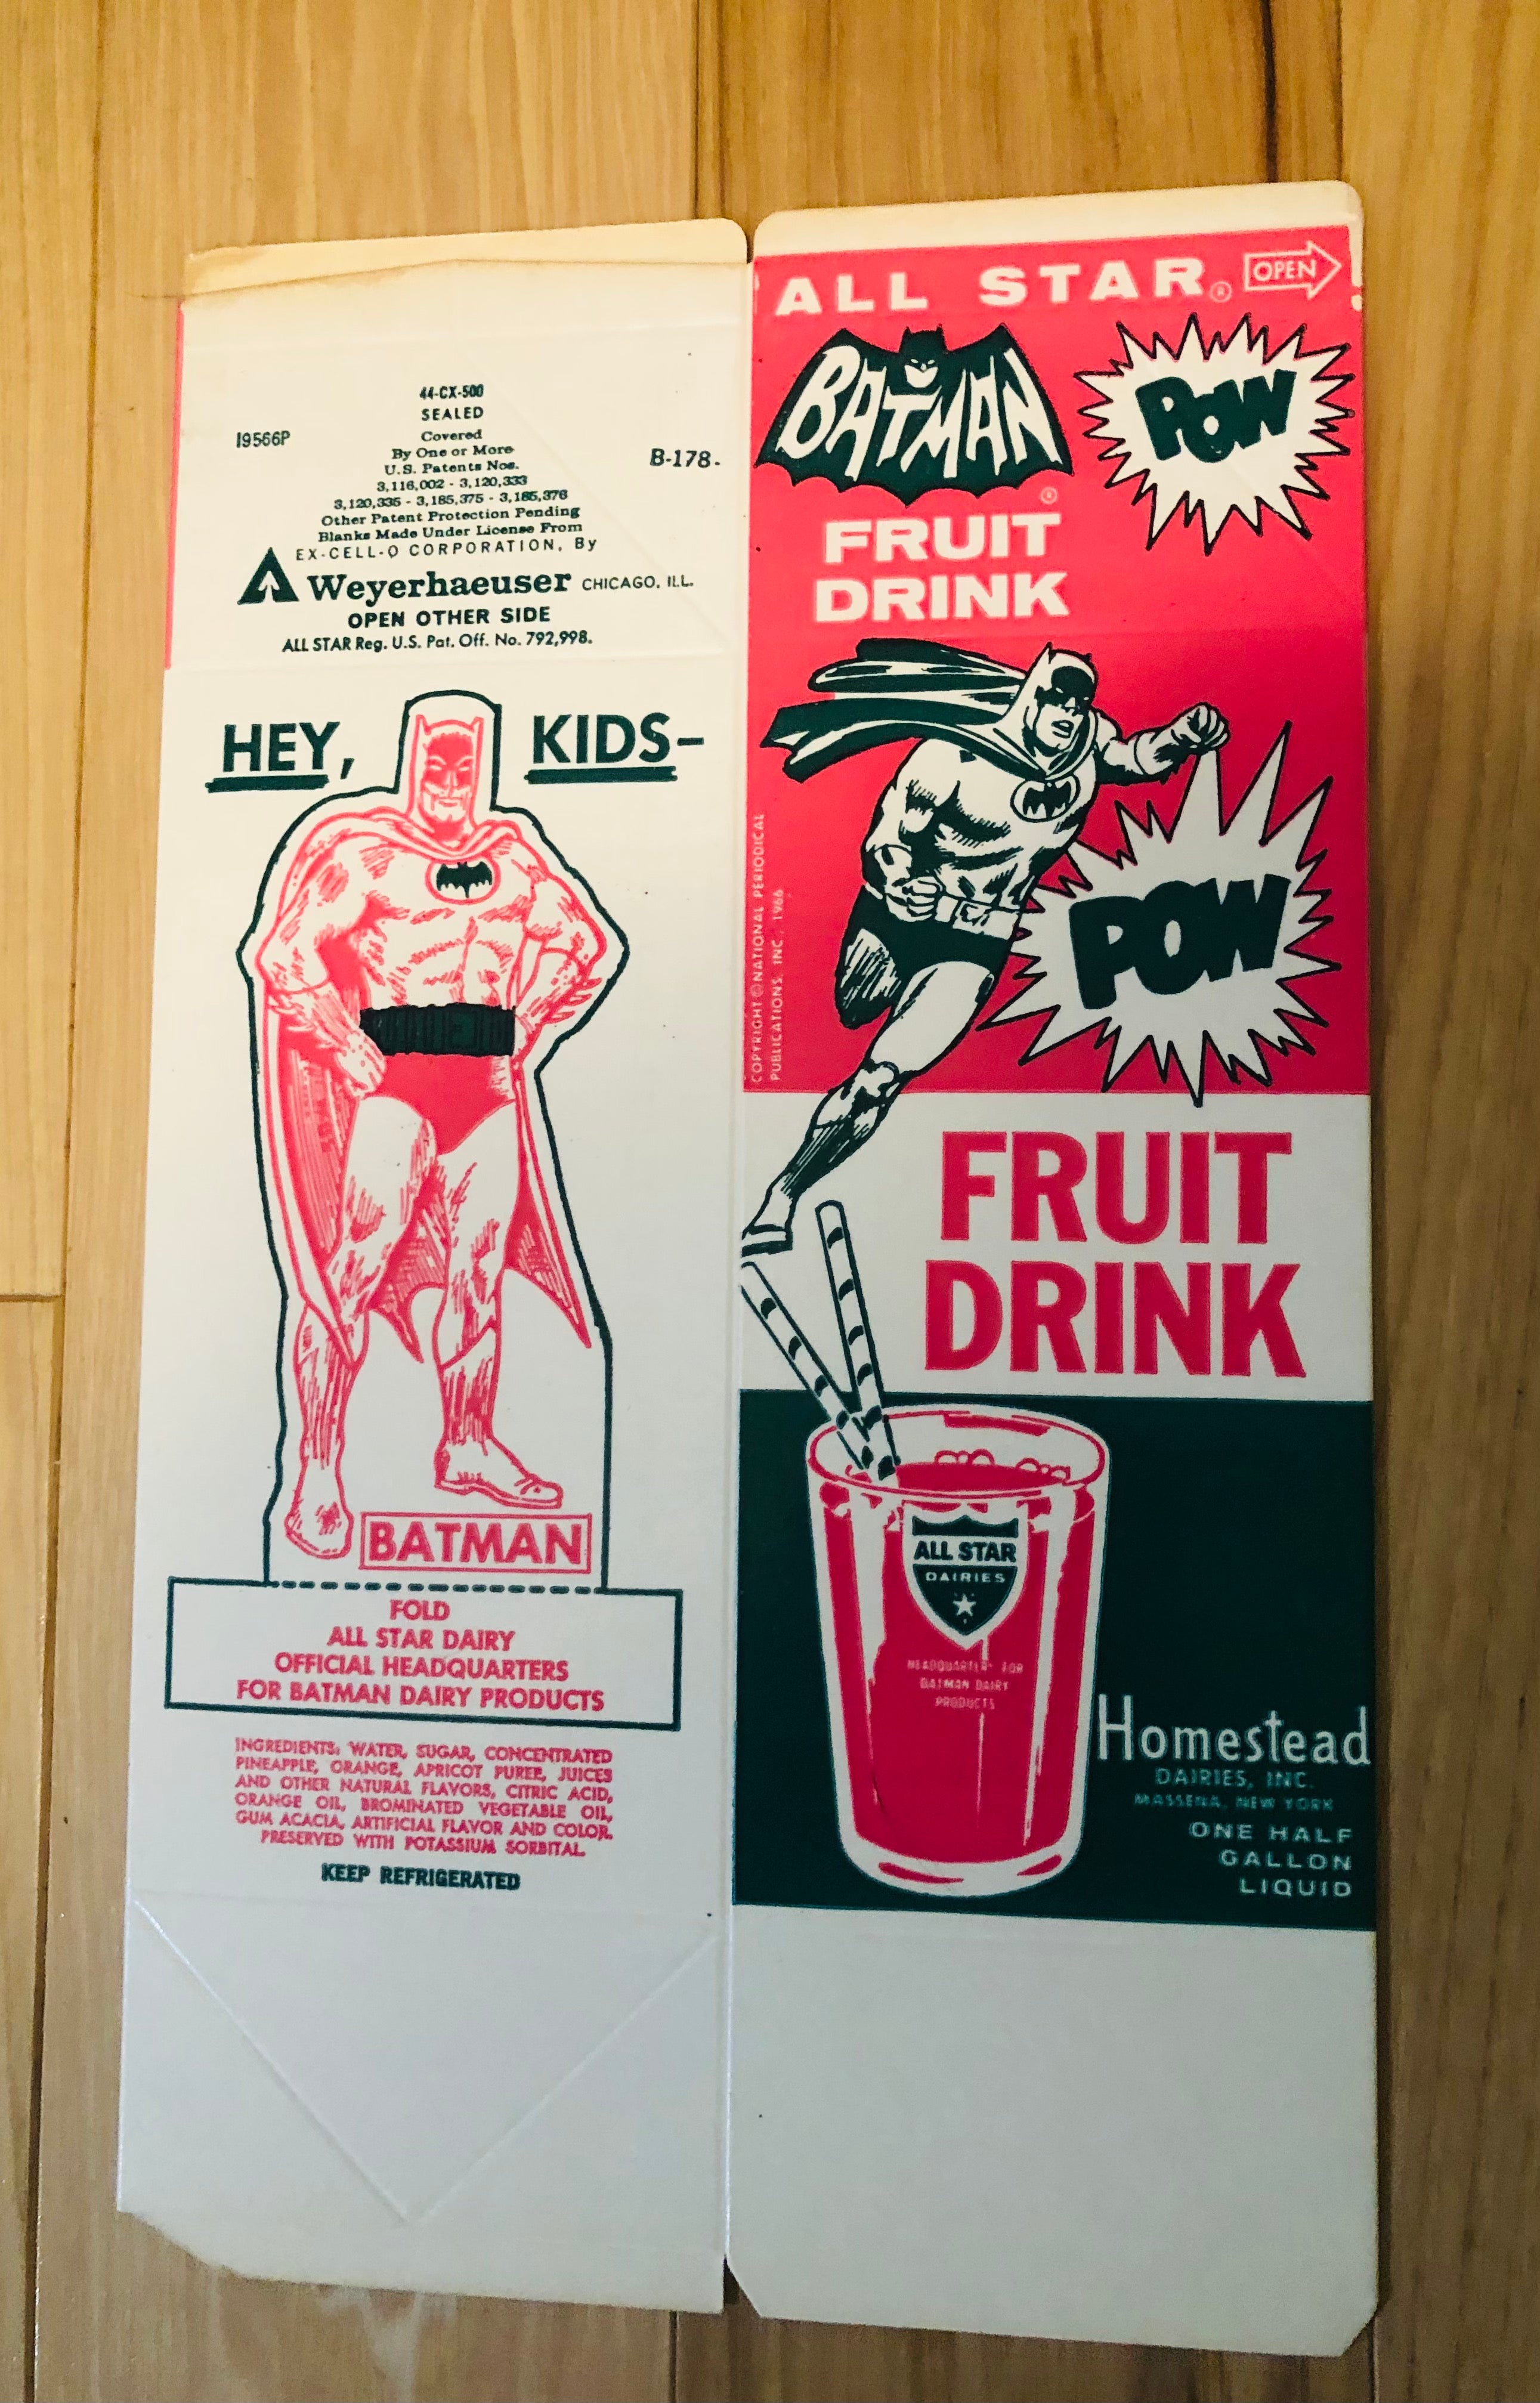 44-CX-500
SEALED
19566P
B-178-
Covered
By One or More
U.S. Patents Nos.
3,116,002 - 3,120,333
3,120,335 - 3,185,375 - 3,185,376
Other Patent Protection Pending
Blanks Made Under License From
EX-CELL-O CORPORATION, By
Weyerhaeuser CHICAGO, ILL.
OPEN OTHER SIDE
ALL STAR Reg. U.S. Pat. Off. No. 792,998.
HEY, KIDS-
BATMAN
FOLD
ALL STAR DAIRY
OFFICIAL HEADQUARTERS
FOR BATMAN DAIRY PRODUCTS
INGREDIENTS: WATER, SUGAR, CONCENTRATED
PINEAPPLE, ORANGE, APRICOT PUREE, JUICES
AND OTHER NATURAL FLAVORS, CITRIC ACID,
ORANGE OIL, BROMINATED VEGETABLE OIL,
GUM ACACIA, ARTIFICIAL FLAVOR AND COLOR.
PRESERVED WITH POTASSIUM SORBITAL
KEEP REFRIGERATED
ALL STAR® OPEN
BATMAN®
POW
FRUIT
DRINK
COPYRIGHT © NATIONAL PERIODICAL
PUBLICATIONS, INC, 1966
POW
FRUIT
DRINK
ALL STAR
DAIRIES
HEADQUARTERS FOR
BATMAN DAIRY
PRODUCTS
Homestead
DAIRIES, INC.
MASSENA, NEW YORK
ONE HALF
GALLON
LIQUID